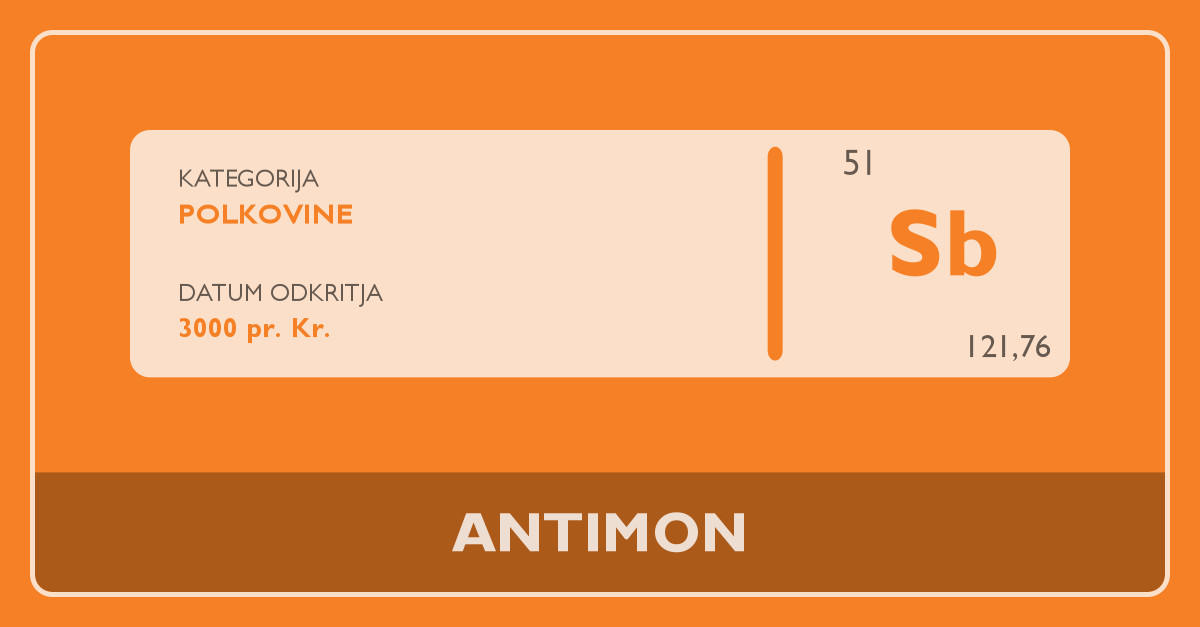 KATEGORIJA
POLKOVINE
DATUM ODKRITJA
3000 pr. Kr.
51
Sb
121,76
ANTIMON